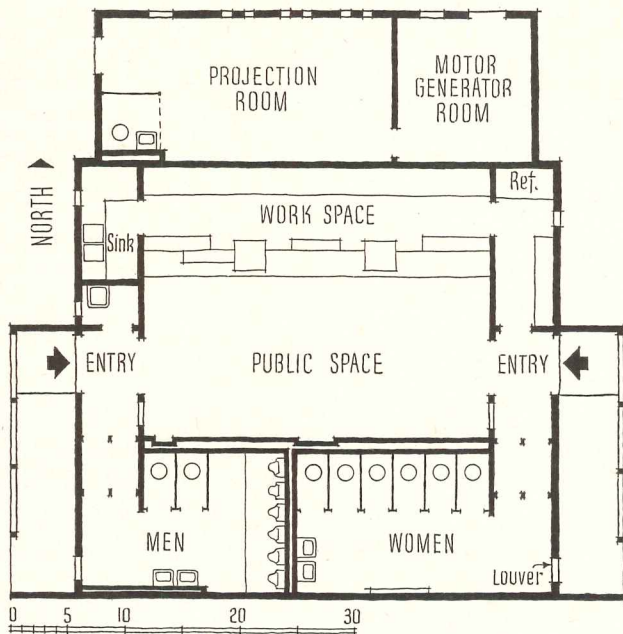 PROJECTION
ROOM
MOTOR
GENERATOR
ROOM
NORTH
Ref.
WORK SPACE
Sink
ENTRY
PUBLIC SPACE
ENTRY
MEN
WOMEN
Louver
0 5 10 20 30